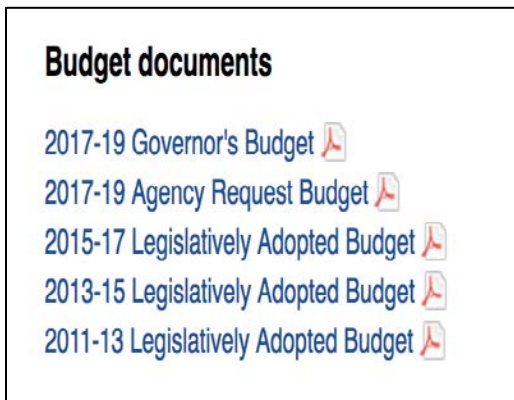 Budget documents
2017-19 Governor's Budget
2017-19 Agency Request Budget
2015-17 Legislatively Adopted Budget
2013-15 Legislatively Adopted Budget
2011-13 Legislatively Adopted Budget